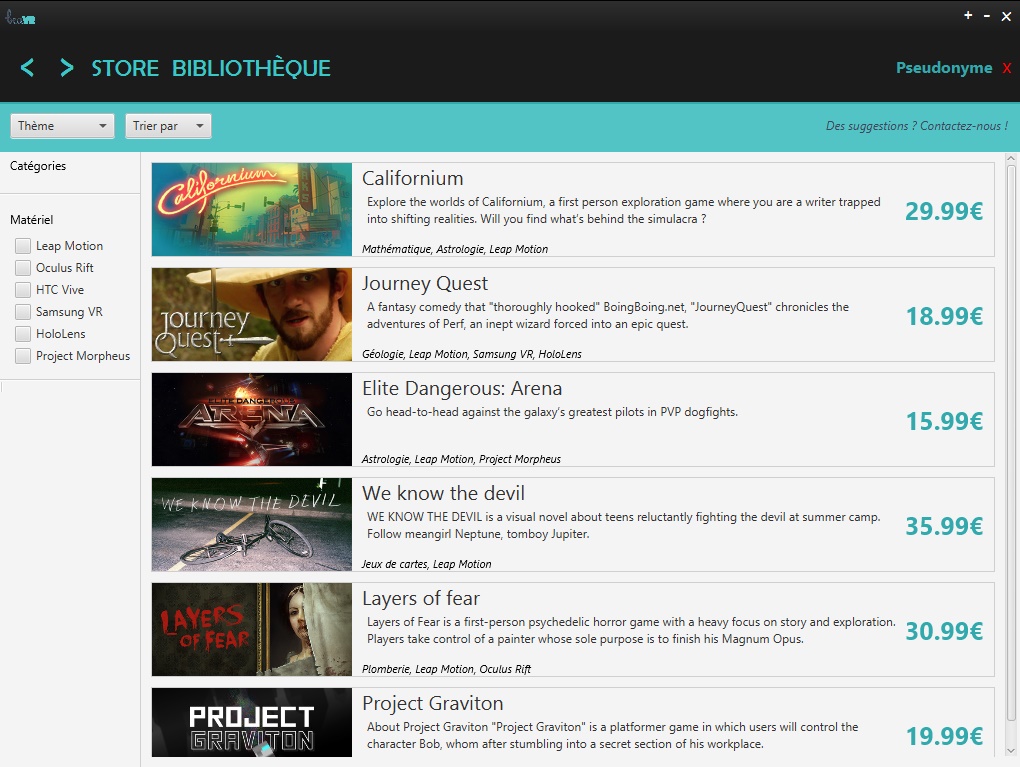 + - X
< > STORE BIBLIOTHÈQUE
Pseudonyme X
Thème
Trier par
Des suggestions ? Contactez-nous !
Catégories
Matériel
Leap Motion
Oculus Rift
HTC Vive
Samsung VR
HoloLens
Project Morpheus
Californium
Californium
Explore the worlds of Californium, a first person exploration game where you are a writer trapped
into shifting realities. Will you find what's behind the simulacra ?
Mathématique, Astrologie, Leap Motion
29.99€
Journey
Quest
Journey Quest
A fantasy comedy that "thoroughly hooked" BoingBoing.net, "JourneyQuest" chronicles the
adventures of Perf, an inept wizard forced into an epic quest.
Géologie, Leap Motion, Samsung VR, HoloLens
18.99€
ELITE DANGEROUS
ARENA
Elite Dangerous: Arena
Go head-to-head against the galaxy's greatest pilots in PVP dogfights.
Astrologie, Leap Motion, Project Morpheus
15.99€
WE KNOW THE DEVIL
We know the devil
WE KNOW THE DEVIL is a visual novel about teens reluctantly fighting the devil at summer camp.
Follow meangirl Neptune, tomboy Jupiter.
Jeux de cartes, Leap Motion
35.99€
LAYERS
OF FEAR
Layers of fear
Layers of Fear is a first-person psychedelic horror game with a heavy focus on story and exploration.
Players take control of a painter whose sole purpose is to finish his Magnum Opus.
Plomberie, Leap Motion, Oculus Rift
30.99€
PROJECT
GRAVITON
Project Graviton
About Project Graviton "Project Graviton" is a platformer game in which users will control the
character Bob, whom after stumbling into a secret section of his workplace.
19.99€